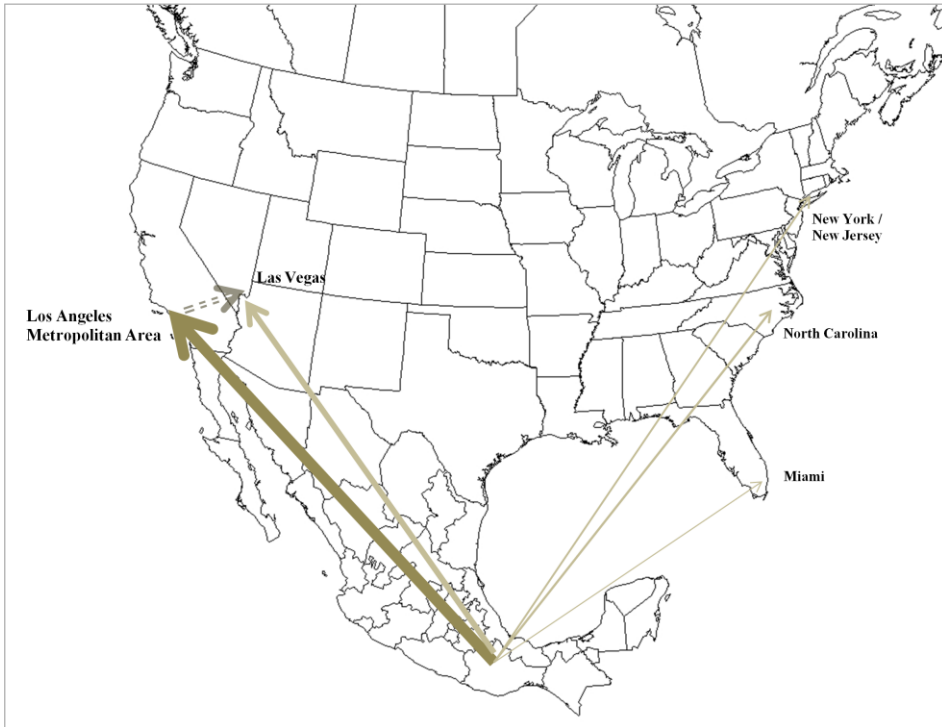 New York /
New Jersey
Las Vegas
Los Angeles
Metropolitan Area
North Carolina
Miami